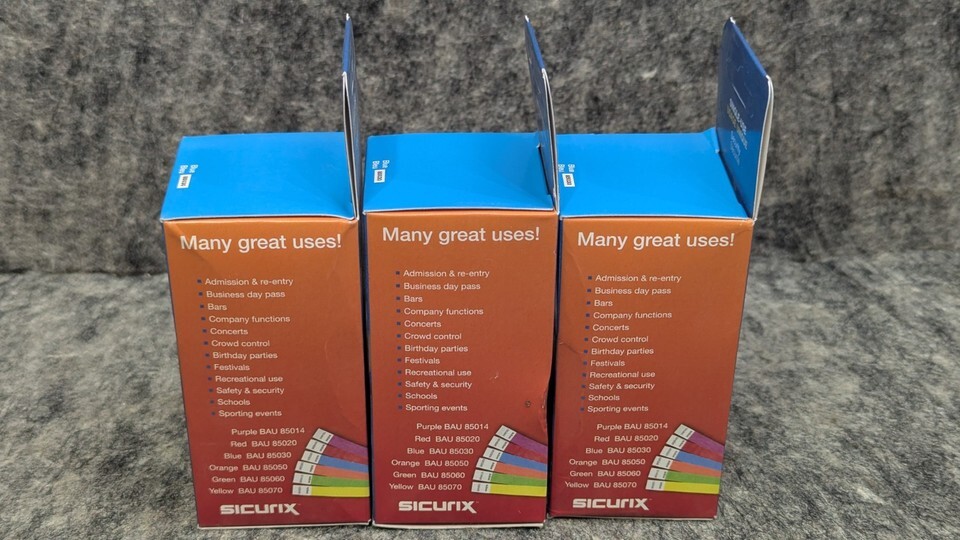 Blue
Bleu
Many great uses!
Admission & re-entry
Business day pass
Bars
Company functions
Concerts
Crowd control
Birthday parties
Festivals
Recreational use
Safety & security
Schools
Sporting events
Purple BAU 85014
Red BAU 85020
Blue BAU 85030
Orange BAU 85050
Green BAU 85060
Yellow BAU 85070
SICURIX
Blue
Bleu
Many great uses!
Admission & re-entry
Business day pass
Bars
Company functions
Concerts
Crowd control
Birthday parties
Festivals
Recreational use
Safety & security
Schools
Sporting events
Purple BAU 85014
Red BAU 85020
Blue BAU 85030
Orange BAU 85050
Green BAU 85060
Yellow BAU 85070
SICURIX
Blue
Bleu
Many great uses!
Admission & re-entry
Business day pass
Bars
Company functions
Concerts
Crowd control
Birthday parties
Festivals
Recreational use
Safety & security
Schools
Sporting events
Purple BAU 85014
Red BAU 85020
Blue BAU 85030
Orange BAU 85050
Green BAU 85060
Yellow BAU 85070
SICURIX